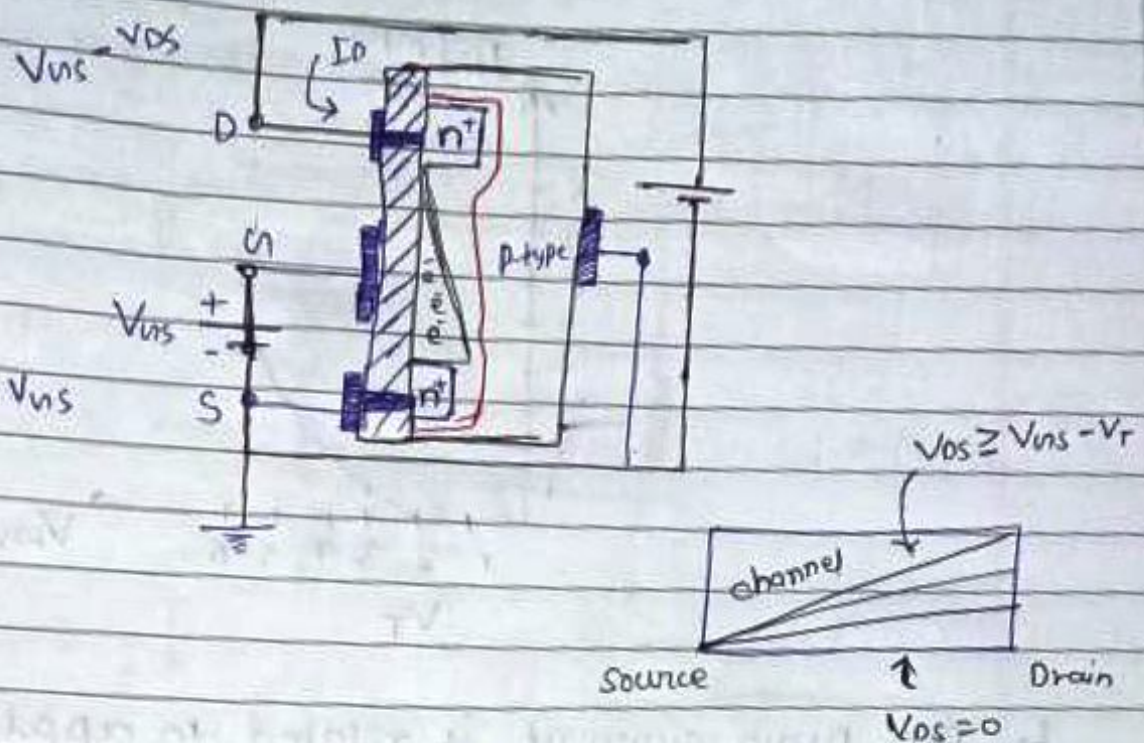 VGS - VDS
ID
D
n+
G
p-type
+
VGS
-
e-
e-
e-
VGS
S
n+
VDS ≥ VGS - VT
channel
Source
Drain
VDS = 0